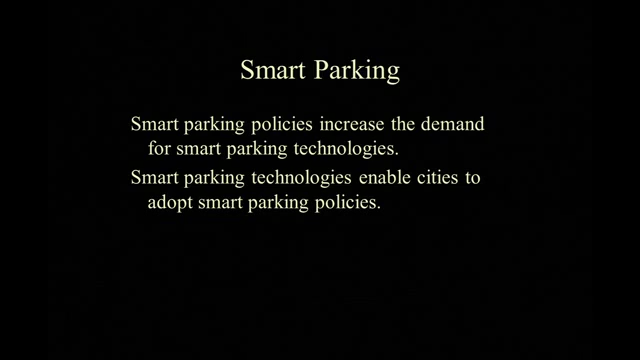 Smart Parking
Smart parking policies increase the demand
for smart parking technologies.
Smart parking technologies enable cities to
adopt smart parking policies.